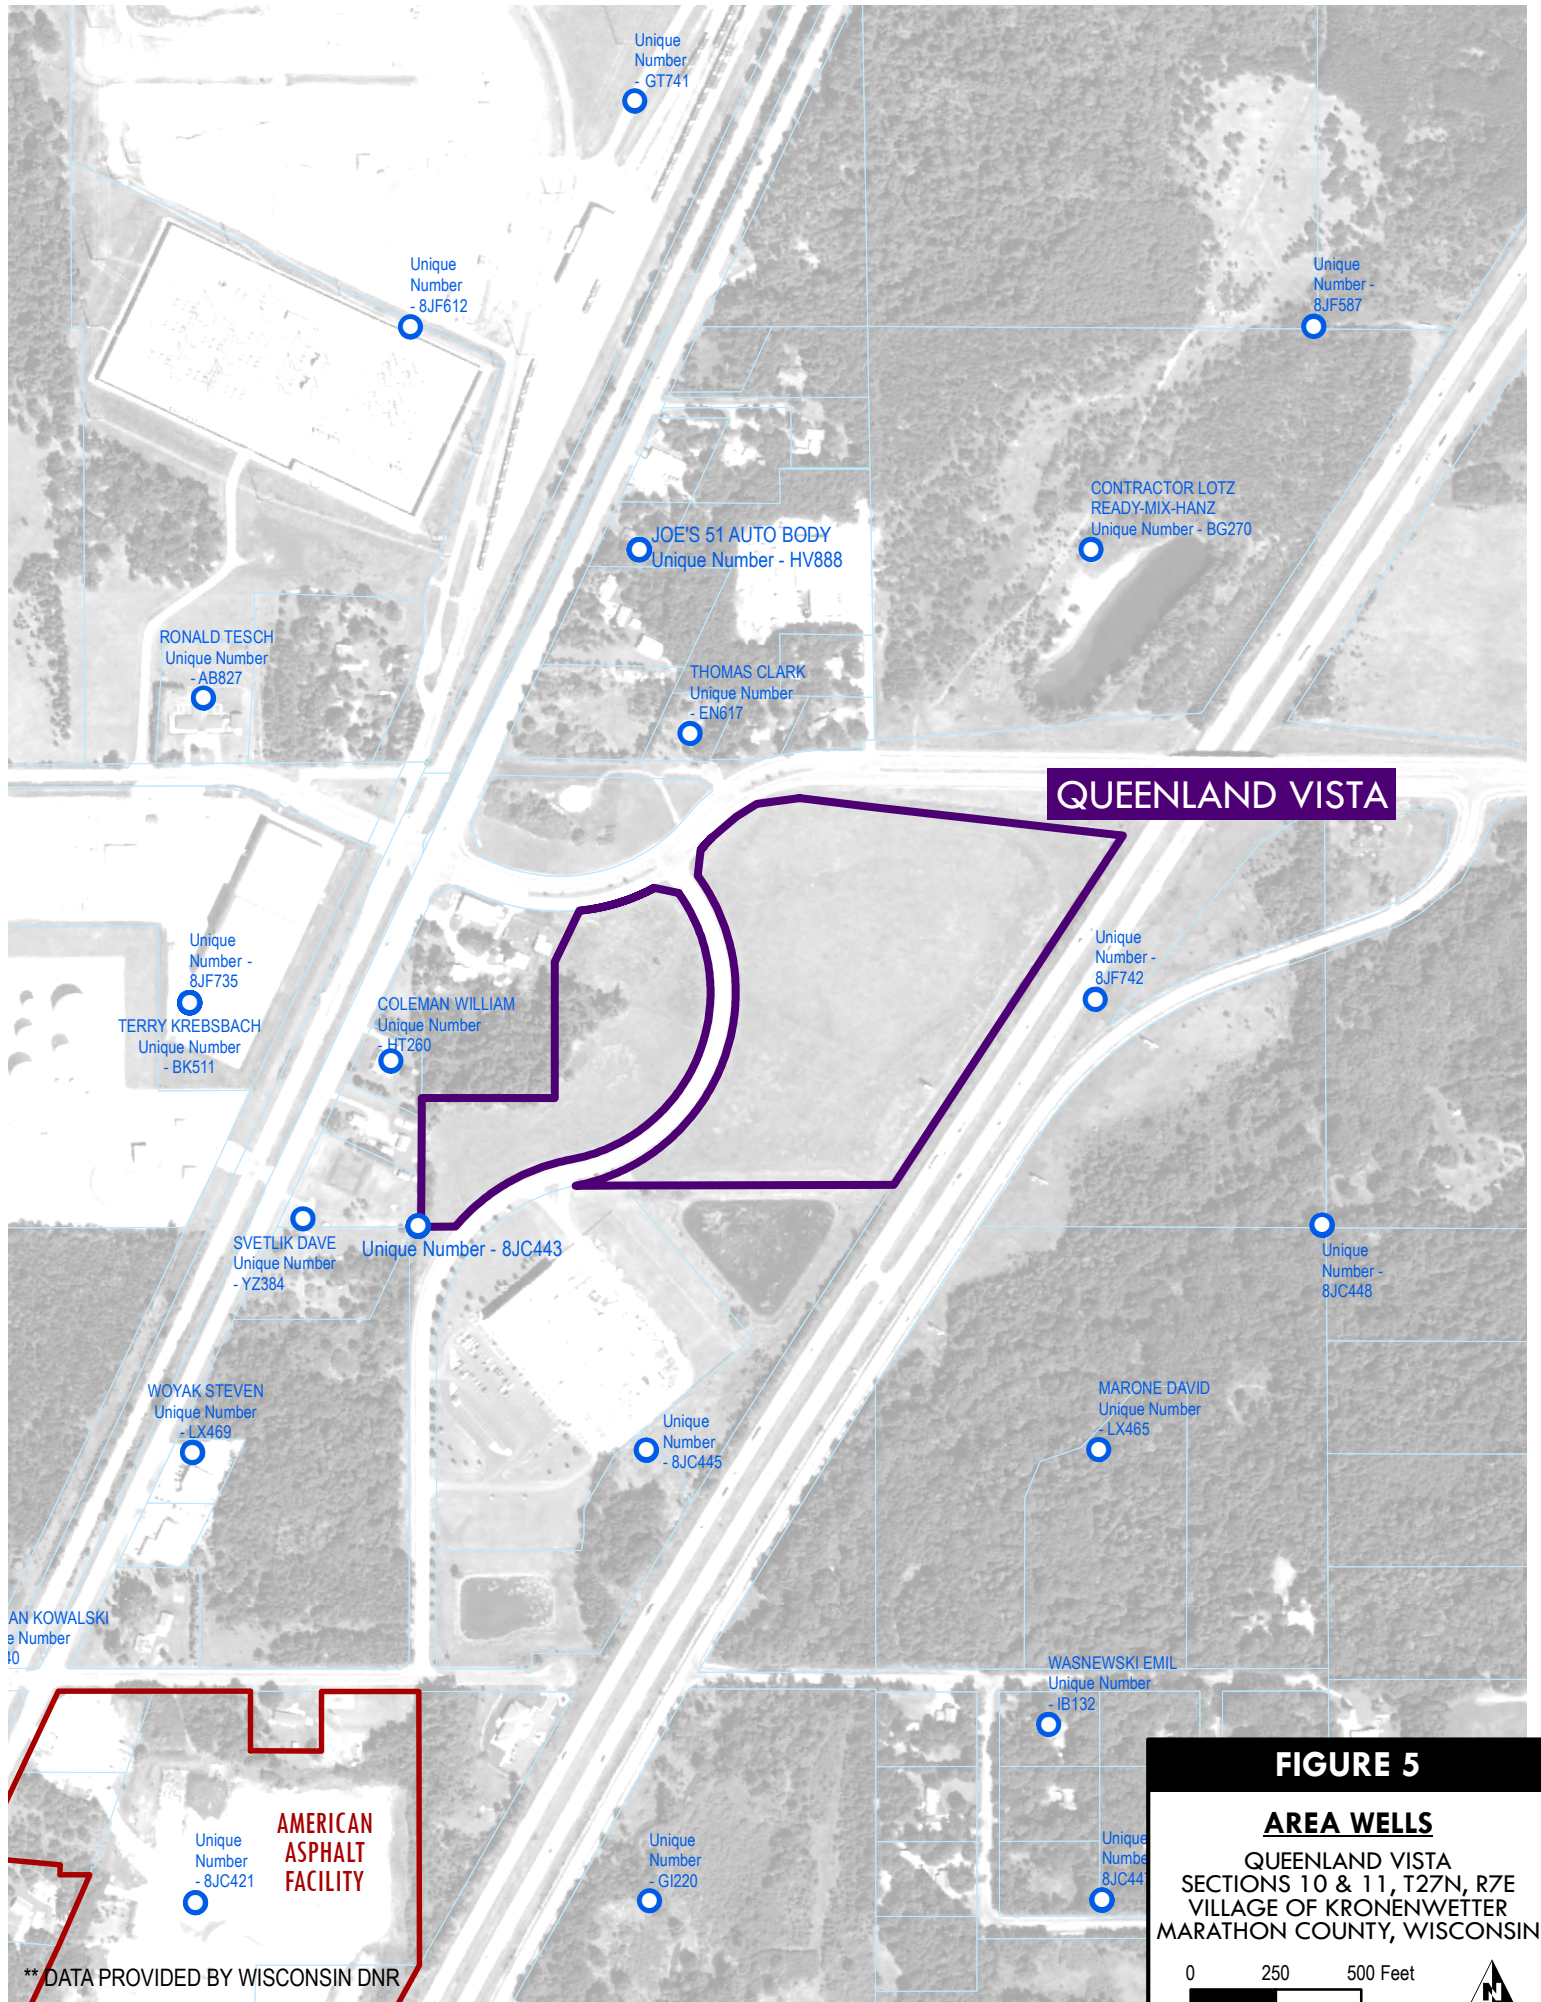 Unique
Number
- GT741
Unique
Number
- 8JF612
Unique
Number -
8JF587
CONTRACTOR LOTZ
READY-MIX-HANZ
Unique Number - BG270
JOE'S 51 AUTO BODY
Unique Number - HV888
RONALD TESCH
Unique Number
- AB827
THOMAS CLARK
Unique Number
- EN617
QUEENLAND VISTA
Unique
Number -
8JF735
TERRY KREBSBACH
Unique Number
- BK511
COLEMAN WILLIAM
Unique Number
- HT260
Unique
Number -
8JF742
SVETLIK DAVE
Unique Number
- YZ384
Unique Number - 8JC443
Unique
Number -
8JC448
WOYAK STEVEN
Unique Number
- LX469
Unique
Number
- 8JC445
MARONE DAVID
Unique Number
- LX465
AN KOWALSKI
e Number
40
WASNEWSKI EMIL
Unique Number
- IB132
AMERICAN
ASPHALT
FACILITY
Unique
Number
- 8JC421
Unique
Number
- GI220
Unique
Numbe
8JC44
** DATA PROVIDED BY WISCONSIN DNR
FIGURE 5
AREA WELLS
QUEENLAND VISTA
SECTIONS 10 & 11, T27N, R7E
VILLAGE OF KRONENWETTER
MARATHON COUNTY, WISCONSIN
0 250 500 Feet
N